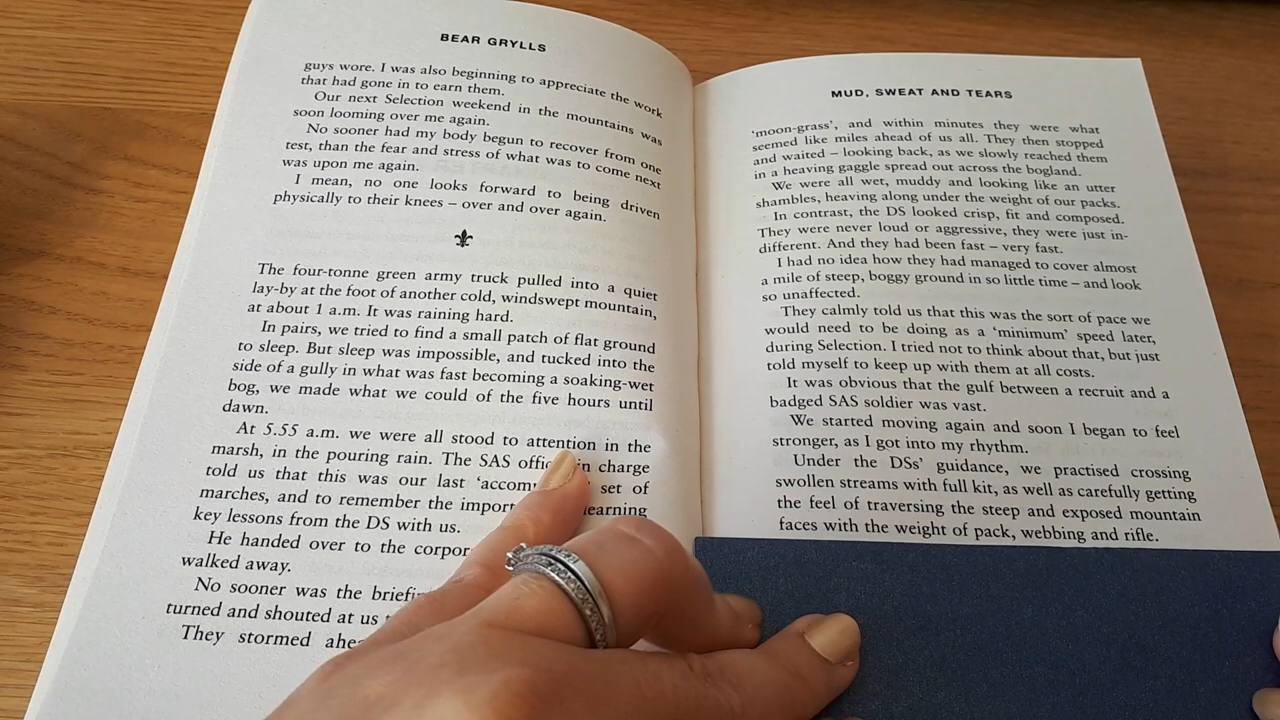 BEAR GRYLLS
guys wore. I was also beginning to appreciate the work
that had gone in to earn them.
Our next Selection weekend in the mountains was
soon looming over me again.
No sooner had my body begun to recover from one
test, than the fear and stress of what was to come next
was upon me again.
I mean, no one looks forward to being driven
physically to their knees – over and over again.
The four-tonne green army truck pulled into a quiet
lay-by at the foot of another cold, windswept mountain,
at about 1 a.m. It was raining hard.
In pairs, we tried to find a small patch of flat ground
to sleep. But sleep was impossible, and tucked into the
side of a gully in what was fast becoming a soaking-wet
bog, we made what we could of the five hours until
dawn.
At 5.55 a.m. we were all stood to attention in the
marsh, in the pouring rain. The SAS in charge
told us that this was our last set of
marches, and to remember the learning
key lessons from the DS with us.
He handed over to the
walked away.
No sooner was the
turned and shouted at us
They stormed
MUD, SWEAT AND TEARS
‘moon-grass’, and within minutes they were what
seemed like miles ahead of us all. They then stopped
and waited – looking back, as we slowly reached them
in a heaving gaggle spread out across the bogland.
We were all wet, muddy and looking like an utter
shambles, heaving along under the weight of our packs.
In contrast, the DS looked crisp, fit and composed.
They were never loud or aggressive, they were just in-
different. And they had been fast – very fast.
I had no idea how they had managed to cover almost
a mile of steep, boggy ground in so little time – and look
so unaffected.
They calmly told us that this was the sort of pace we
would need to be doing as a ‘minimum’ speed later,
during Selection. I tried not to think about that, but just
told myself to keep up with them at all costs.
It was obvious that the gulf between a recruit and a
badged SAS soldier was vast.
We started moving again and soon I began to feel
stronger, as I got into my rhythm.
Under the DSs’ guidance, we practised crossing
swollen streams with full kit, as well as carefully getting
the feel of traversing the steep and exposed mountain
faces with the weight of pack, webbing and rifle.